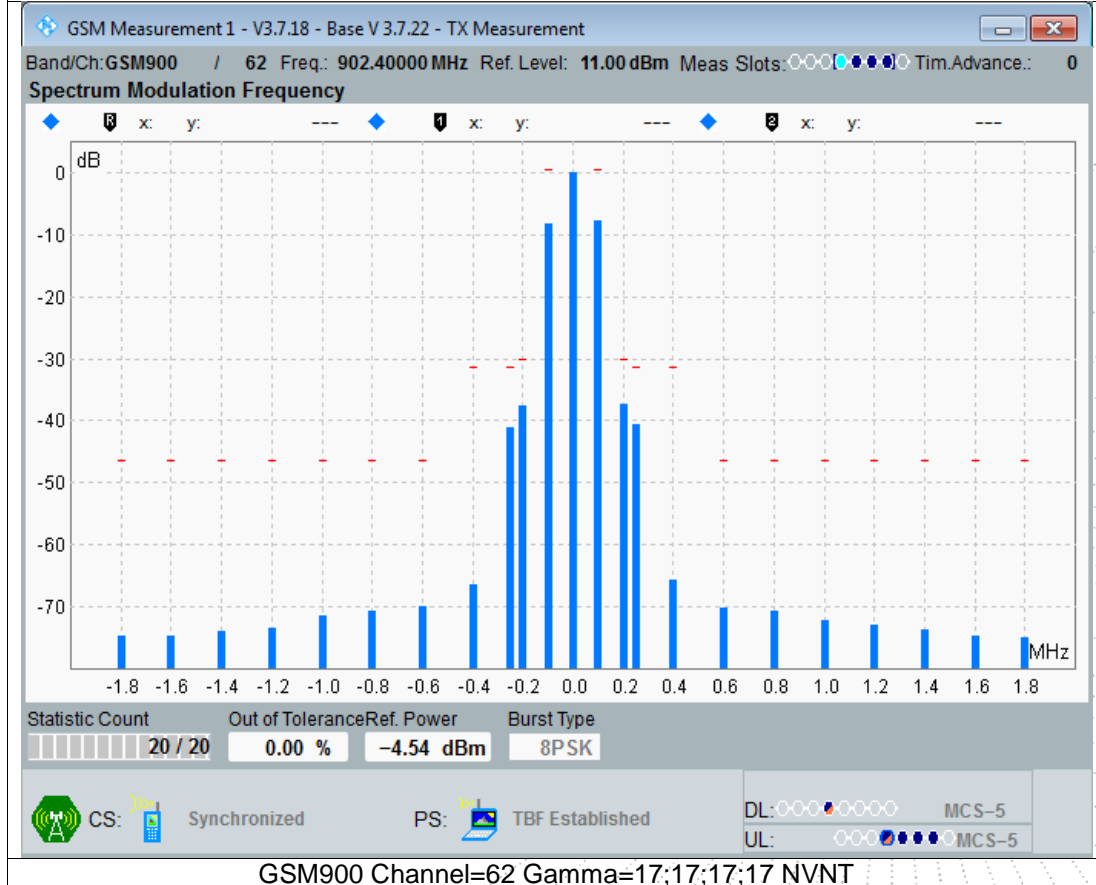 GSM Measurement 1 - V3.7.18 - Base V 3.7.22 - TX Measurement
Band/Ch:GSM900 / 62 Freq.: 902.40000 MHz Ref. Level: 11.00 dBm Meas Slots: Tim.Advance.: 0
Spectrum Modulation Frequency
R x: y: --- 1 x: y: --- 2 x: y: ---
dB
0
-10
-20
-30
-40
-50
-60
-70
MHz
-1.8 -1.6 -1.4 -1.2 -1.0 -0.8 -0.6 -0.4 -0.2 0.0 0.2 0.4 0.6 0.8 1.0 1.2 1.4 1.6 1.8
Statistic Count Out of Tolerance Ref. Power Burst Type
20 / 20 0.00 % -4.54 dBm 8PSK
CS: Synchronized PS: TBF Established
DL: MCS-5
UL: MCS-5
GSM900 Channel=62 Gamma=17;17;17;17 NVNT